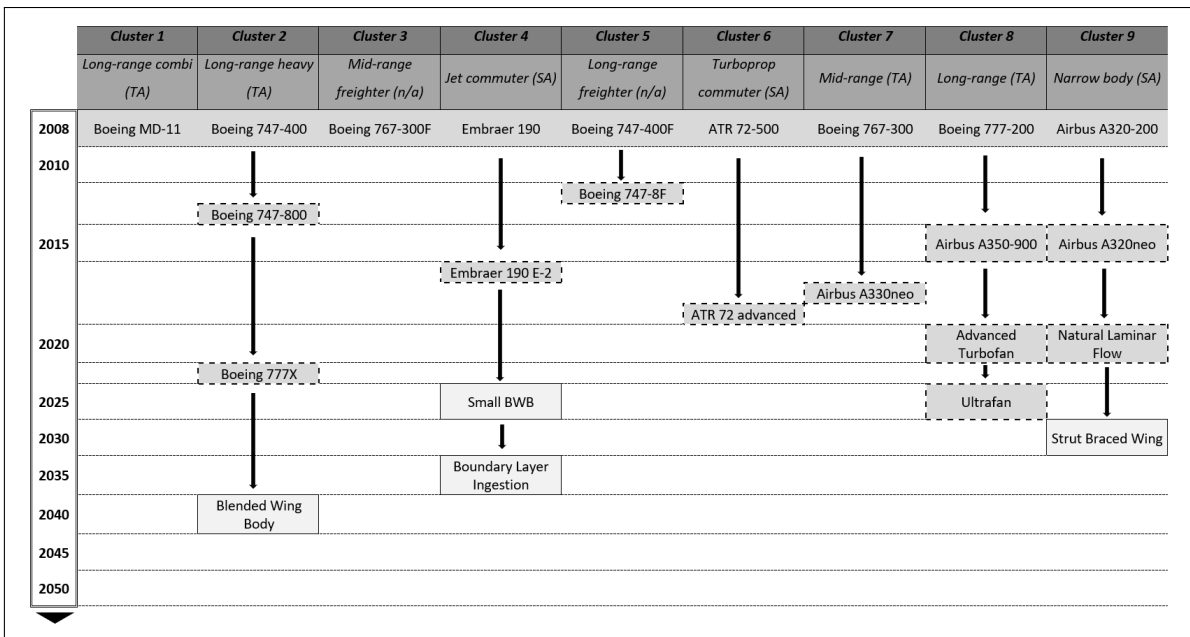 Cluster 1 Cluster 2 Cluster 3 Cluster 4 Cluster 5 Cluster 6 Cluster 7 Cluster 8 Cluster 9
Long-range combi (TA)
Long-range heavy (TA)
Mid-range freighter (n/a)
Jet commuter (SA)
Long-range freighter (n/a)
Turboprop commuter (SA)
Mid-range (TA)
Long-range (TA)
Narrow body (SA)
2008 Boeing MD-11 Boeing 747-400 Boeing 767-300F Embraer 190 Boeing 747-400F ATR 72-500 Boeing 767-300 Boeing 777-200 Airbus A320-200
2010
Boeing 747-8F
Boeing 747-800
2015 Airbus A350-900 Airbus A320neo
Embraer 190 E-2
Airbus A330neo
ATR 72 advanced
2020
Advanced
Turbofan
Natural Laminar
Flow
Boeing 777X
2025 Small BWB Ultrafan
2030 Strut Braced Wing
2035
Boundary Layer
Ingestion
2040
Blended Wing
Body
2045
2050